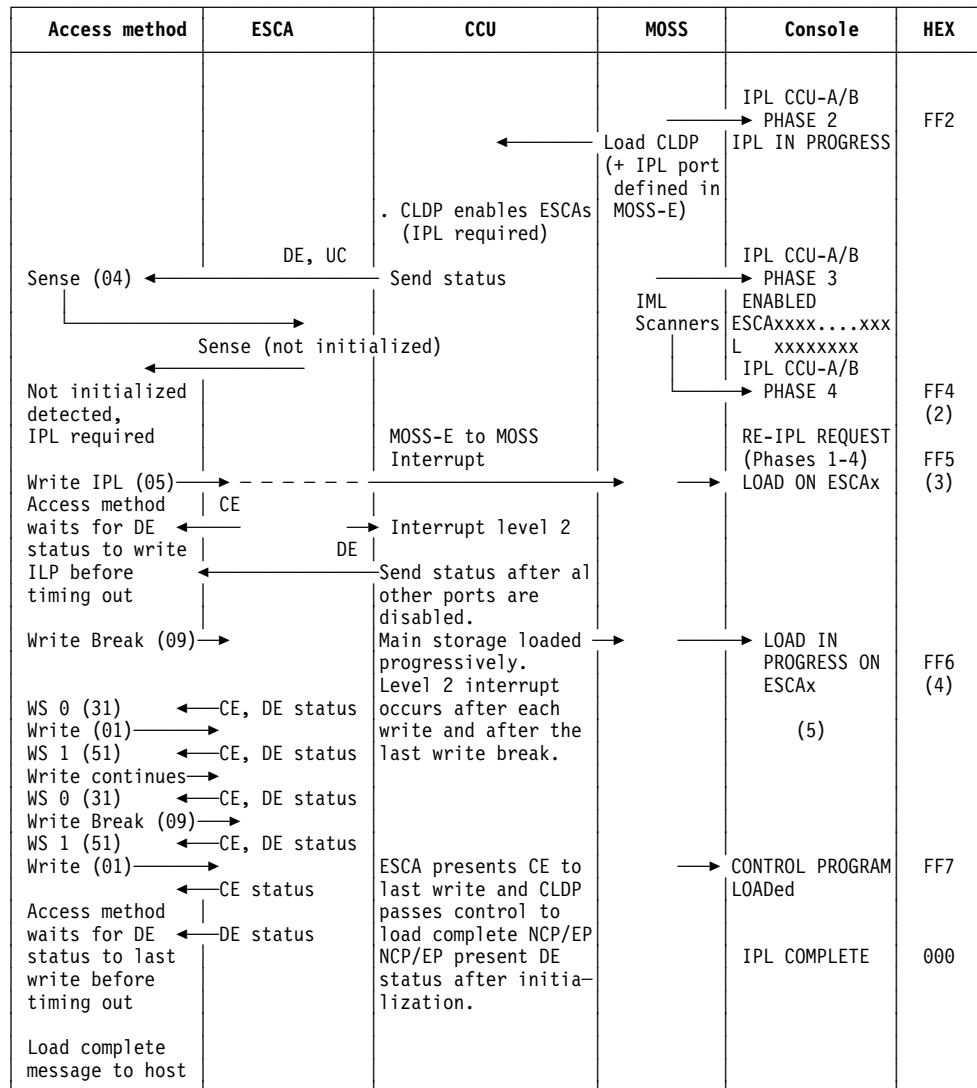 Access method ESCA CCU MOSS Console HEX
IPL CCU-A/B
PHASE 2 FF2
Load CLDP IPL IN PROGRESS
(+ IPL port
defined in
. CLDP enables ESCAs MOSS-E)
(IPL required)
DE, UC IPL CCU-A/B
Sense (04) Send status PHASE 3
IML ENABLED
Scanners ESCAxxxx....xxx
Sense (not initialized) L xxxxxxxx
IPL CCU-A/B
Not initialized PHASE 4 FF4
detected, (2)
IPL required MOSS-E to MOSS RE-IPL REQUEST
Interrupt (Phases 1-4) FF5
Write IPL (05) LOAD ON ESCAx (3)
Access method CE
waits for DE Interrupt level 2
status to write DE
ILP before Send status after al
timing out other ports are
disabled.
Write Break (09) Main storage loaded LOAD IN
progressively. PROGRESS ON FF6
Level 2 interrupt ESCAx (4)
WS 0 (31) CE, DE status occurs after each
Write (01) write and after the (5)
WS 1 (51) CE, DE status last write break.
Write continues
WS 0 (31) CE, DE status
Write Break (09)
WS 1 (51) CE, DE status
Write (01) ESCA presents CE to CONTROL PROGRAM FF7
CE status last write and CLDP LOADed
Access method passes control to
waits for DE DE status load complete NCP/EP
status to last NCP/EP present DE IPL COMPLETE 000
write before status after initia-
timing out lization.
Load complete
message to host